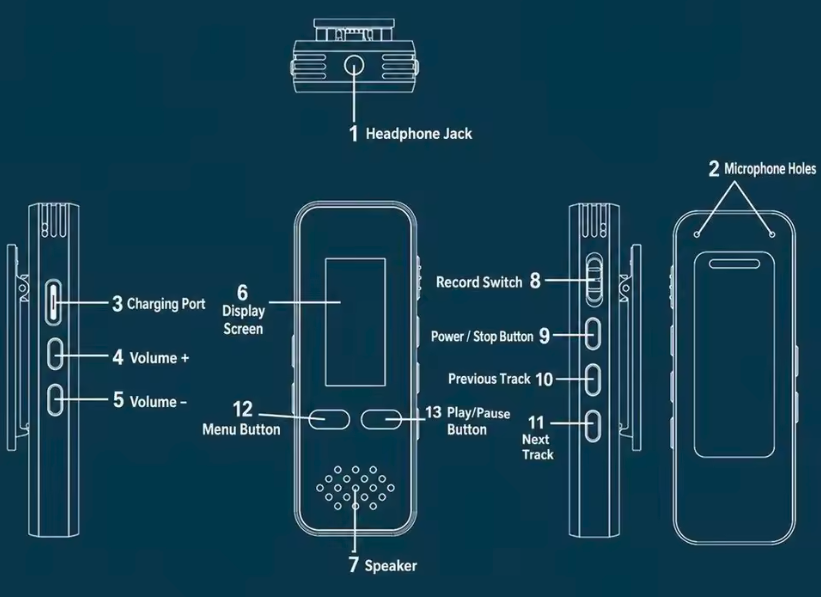 1 Headphone Jack
2 Microphone Holes
3 Charging Port
4 Volume +
5 Volume –
6
Display
Screen
12
Menu Button
13 Play/Pause
Button
7 Speaker
Record Switch 8
Power / Stop Button 9
Previous Track 10
11
Next
Track